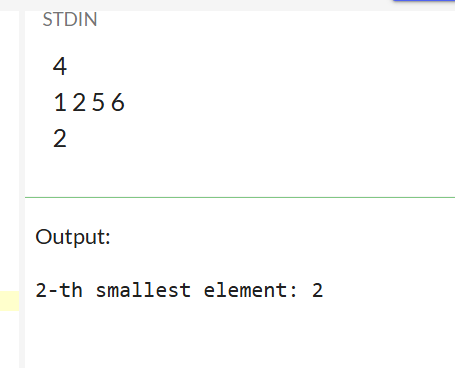 STDIN
4
1 2 5 6
2
Output:
2-th smallest element: 2